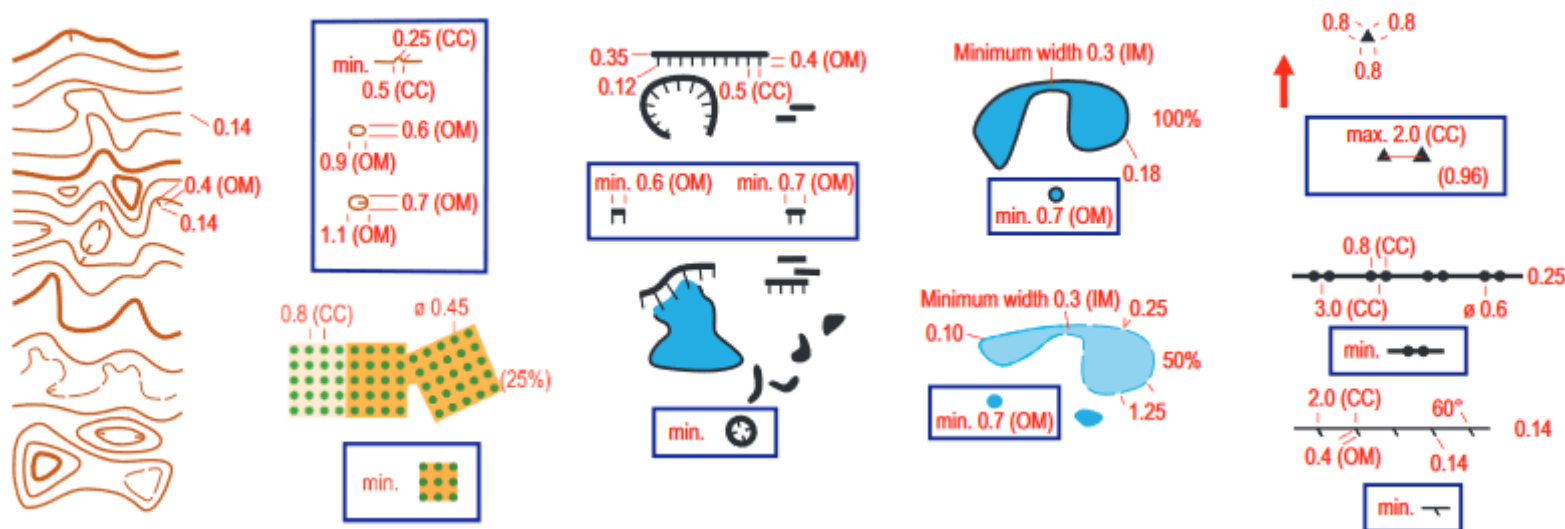 0.14
0.4 (OM)
0.14
0.25 (CC)
min.
0.5 (CC)
0.6 (OM)
0.9 (OM)
0.7 (OM)
1.1 (OM)
0.8 (CC)
ø 0.45
(25%)
min.
0.35
0.4 (OM)
0.12
0.5 (CC)
min. 0.6 (OM)
min. 0.7 (OM)
min.
Minimum width 0.3 (IM)
100%
0.18
min. 0.7 (OM)
Minimum width 0.3 (IM)
0.10
0.25
50%
1.25
min. 0.7 (OM)
0.8
0.8
0.8
max. 2.0 (CC)
(0.96)
0.8 (CC)
0.25
3.0 (CC)
ø 0.6
min.
2.0 (CC)
60°
0.14
0.4 (OM)
0.14
min.